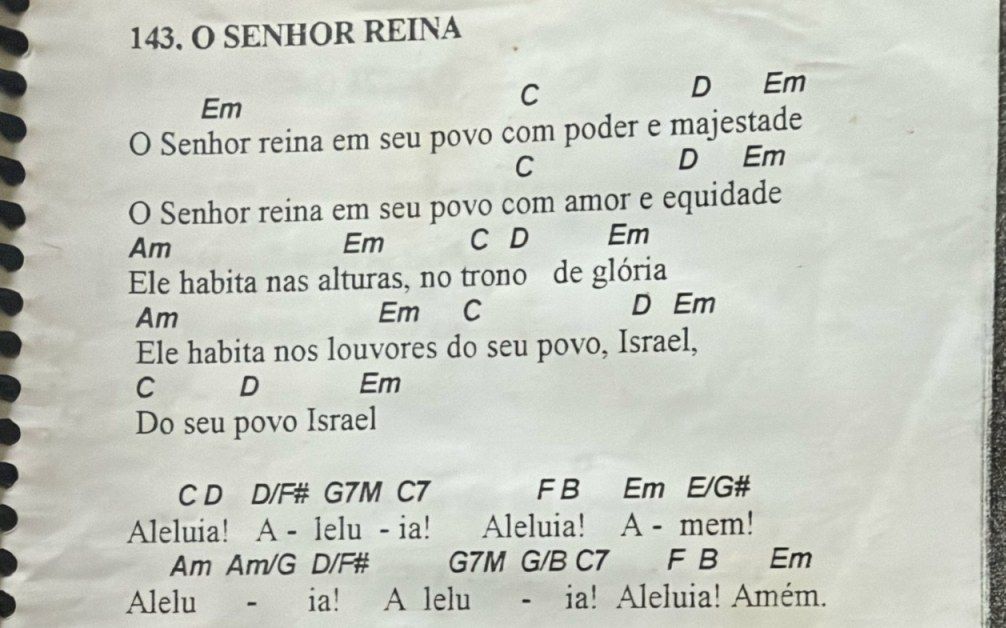 143. O SENHOR REINA
Em C D Em
O Senhor reina em seu povo com poder e majestade
C D Em
O Senhor reina em seu povo com amor e equidade
Am Em C D Em
Ele habita nas alturas, no trono de glória
Am Em C D Em
Ele habita nos louvores do seu povo, Israel,
C D Em
Do seu povo Israel
C D D/F# G7M C7 F B Em E/G#
Aleluia! A - lelu - ia! Aleluia! A - mem!
Am Am/G D/F# G7M G/B C7 F B Em
Alelu - ia! A lelu - ia! Aleluia! Amém.